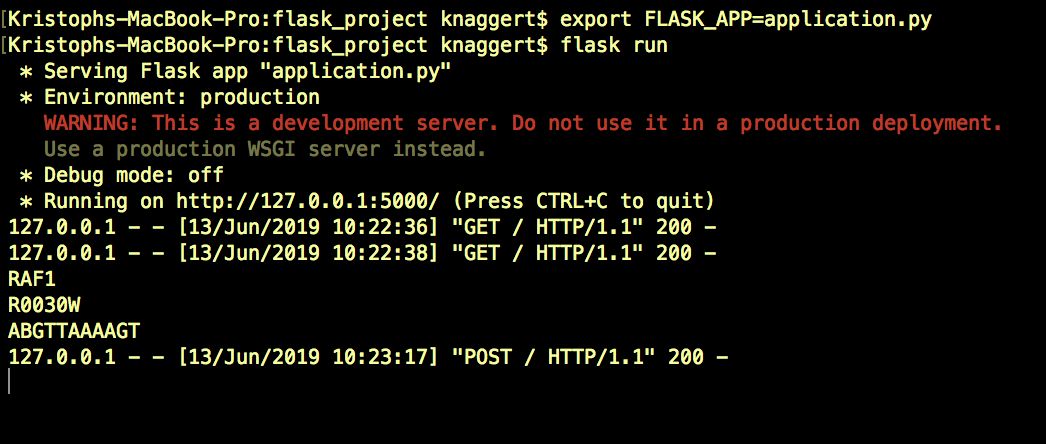 [Kristophs-MacBook-Pro:flask_project knaggert$ export FLASK_APP=application.py
[Kristophs-MacBook-Pro:flask_project knaggert$ flask run
* Serving Flask app "application.py"
* Environment: production
WARNING: This is a development server. Do not use it in a production deployment.
Use a production WSGI server instead.
* Debug mode: off
* Running on http://127.0.0.1:5000/ (Press CTRL+C to quit)
127.0.0.1 - - [13/Jun/2019 10:22:36] "GET / HTTP/1.1" 200 -
127.0.0.1 - - [13/Jun/2019 10:22:38] "GET / HTTP/1.1" 200 -
RAF1
R0030W
ABGTTAAAAGT
127.0.0.1 - - [13/Jun/2019 10:23:17] "POST / HTTP/1.1" 200 -